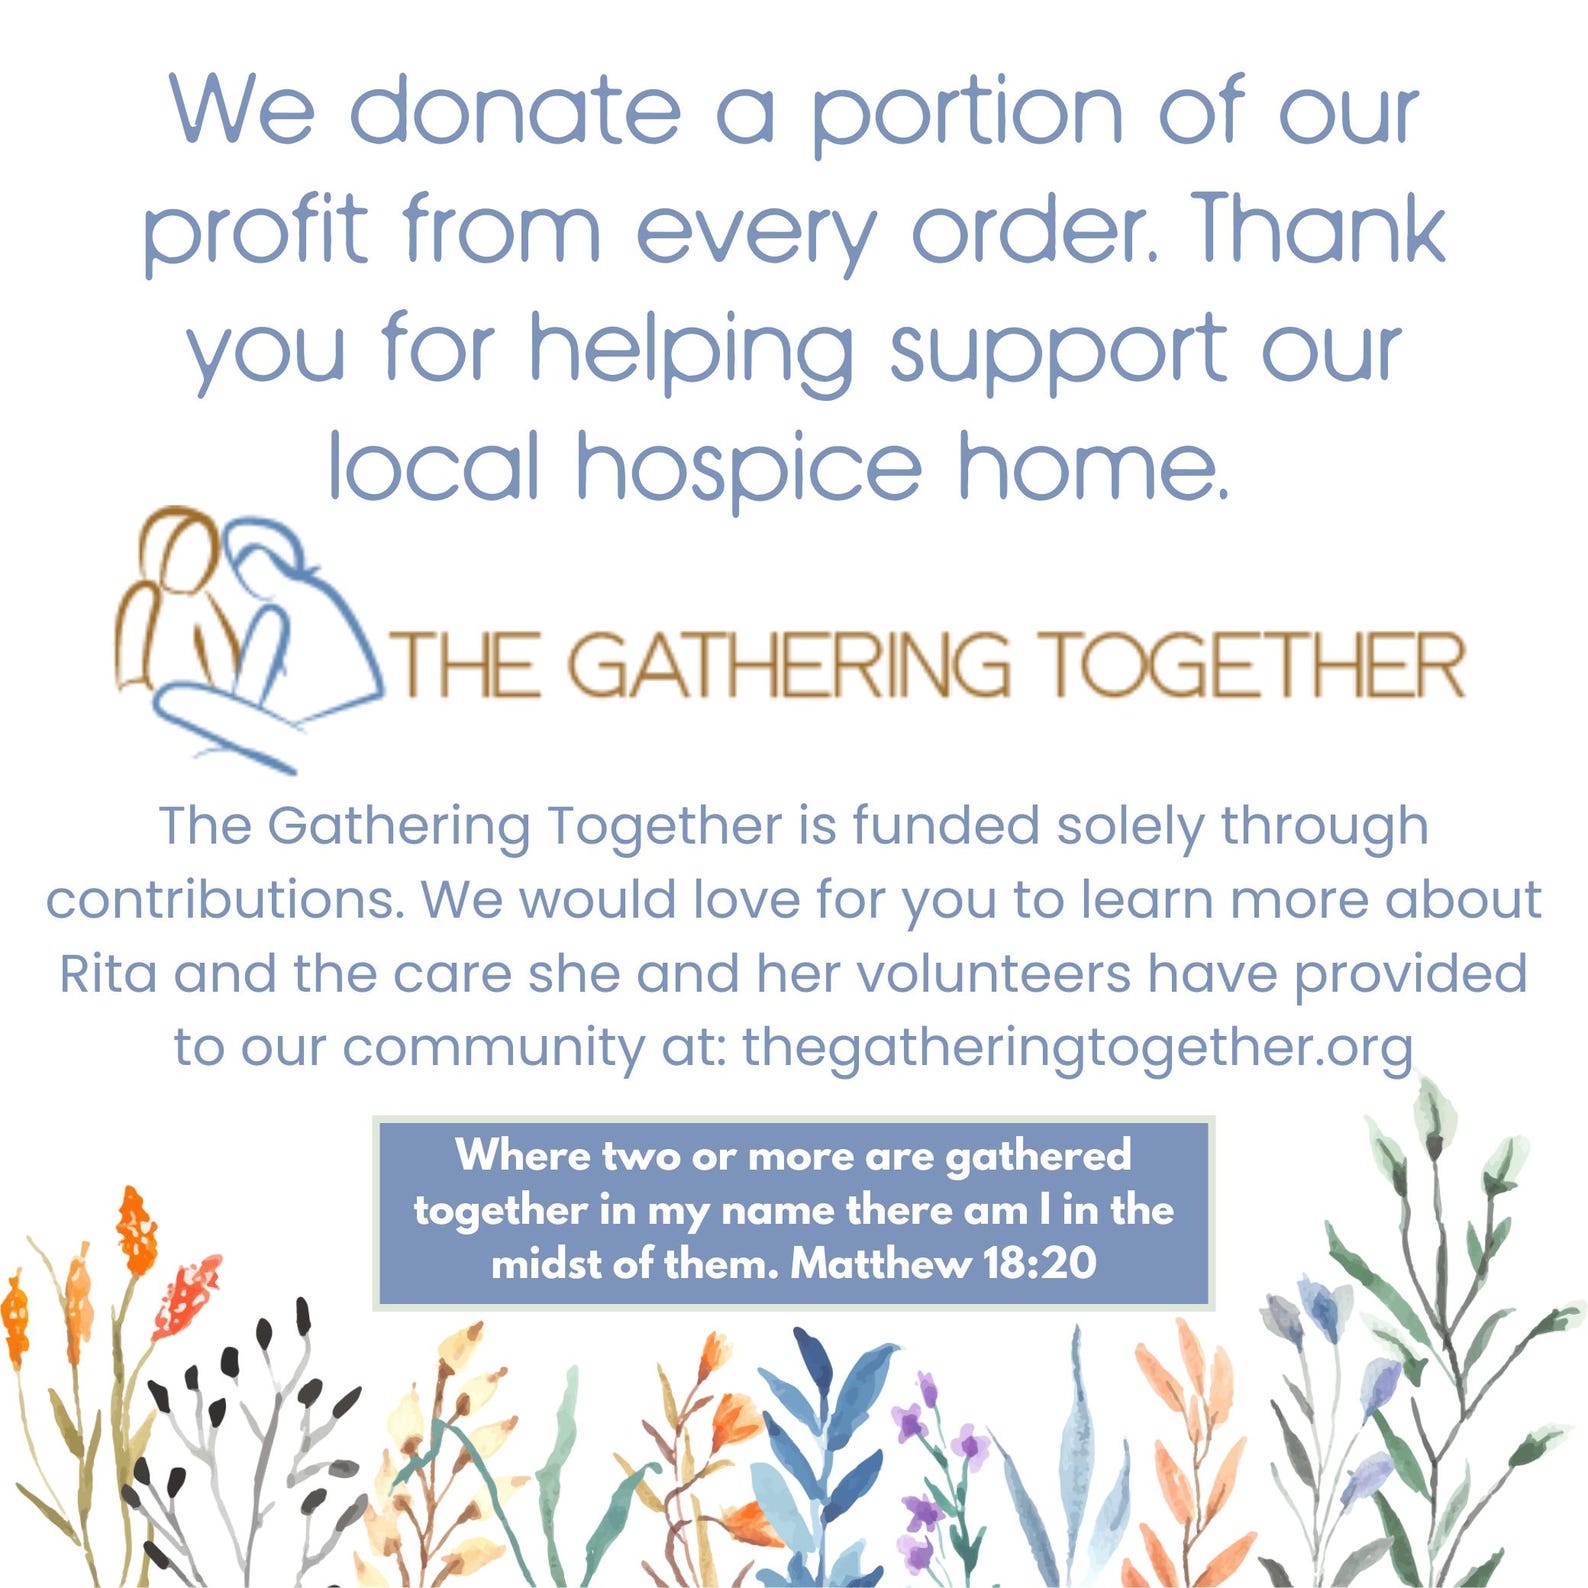 We donate a portion of our
profit from every order. Thank
you for helping support our
local hospice home.
THE GATHERING TOGETHER
The Gathering Together is funded solely through
contributions. We would love for you to learn more about
Rita and the care she and her volunteers have provided
to our community at: thegatheringtogether.org
Where two or more are gathered
together in my name there am I in the
midst of them. Matthew 18:20